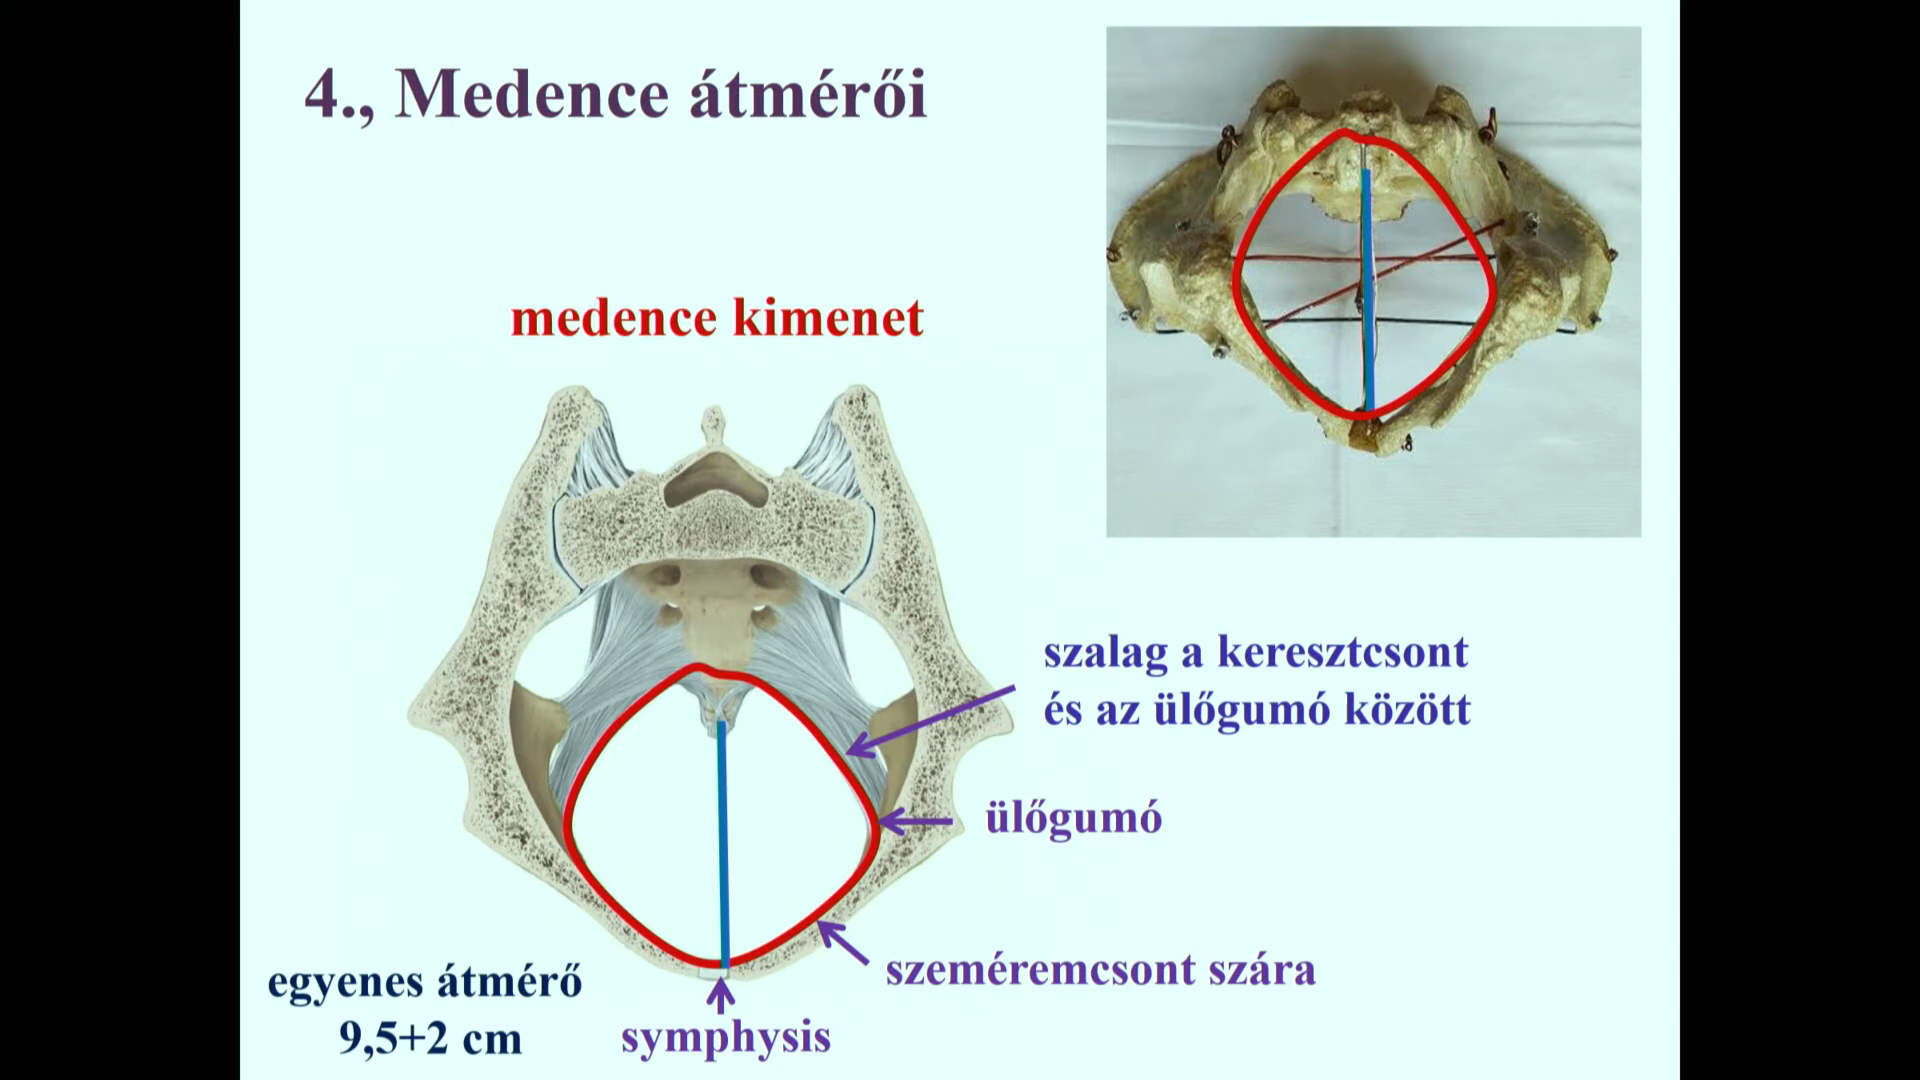 4., Medence átmérői
medence kimenet
szalag a keresztcsont
és az ülőgumó között
ülőgumó
szeméremcsont szára
egyenes átmérő
9,5+2 cm
symphysis